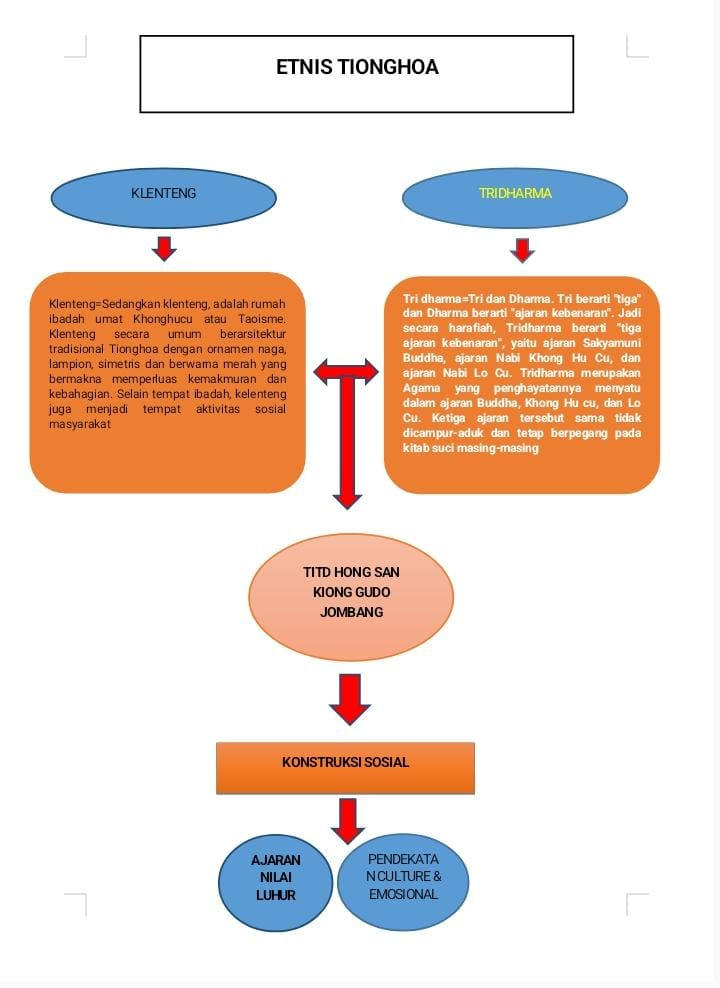 ETNIS TIONGHOA
KLENTENG
TRIDHARMA
Klenteng=Sedangkan klenteng, adalah rumah
ibadah umat Khonghucu atau Taoisme.
Klenteng secara umum berarsitektur
tradisional Tionghoa dengan ornamen naga,
lampion, simetris dan berwarna merah yang
bermakna memperluas kemakmuran dan
kebahagian. Selain tempat ibadah, kelenteng
juga menjadi tempat aktivitas sosial
masyarakat
Tri dharma=Tri dan Dharma. Tri berarti "tiga"
dan Dharma berarti "ajaran kebenaran". Jadi
secara harafiah, Tridharma berarti "tiga
ajaran kebenaran", yaitu ajaran Sakyamuni
Buddha, ajaran Nabi Khong Hu Cu, dan
ajaran Nabi Lo Cu. Tridharma merupakan
Agama yang penghayatannya menyatu
dalam ajaran Buddha, Khong Hu cu, dan Lo
Cu. Ketiga ajaran tersebut sama tidak
dicampur-aduk dan tetap berpegang pada
kitab suci masing-masing
TITD HONG SAN
KIONG GUDO
JOMBANG
KONSTRUKSI SOSIAL
AJARAN
NILAI
LUHUR
PENDEKATA
N CULTURE &
EMOSIONAL